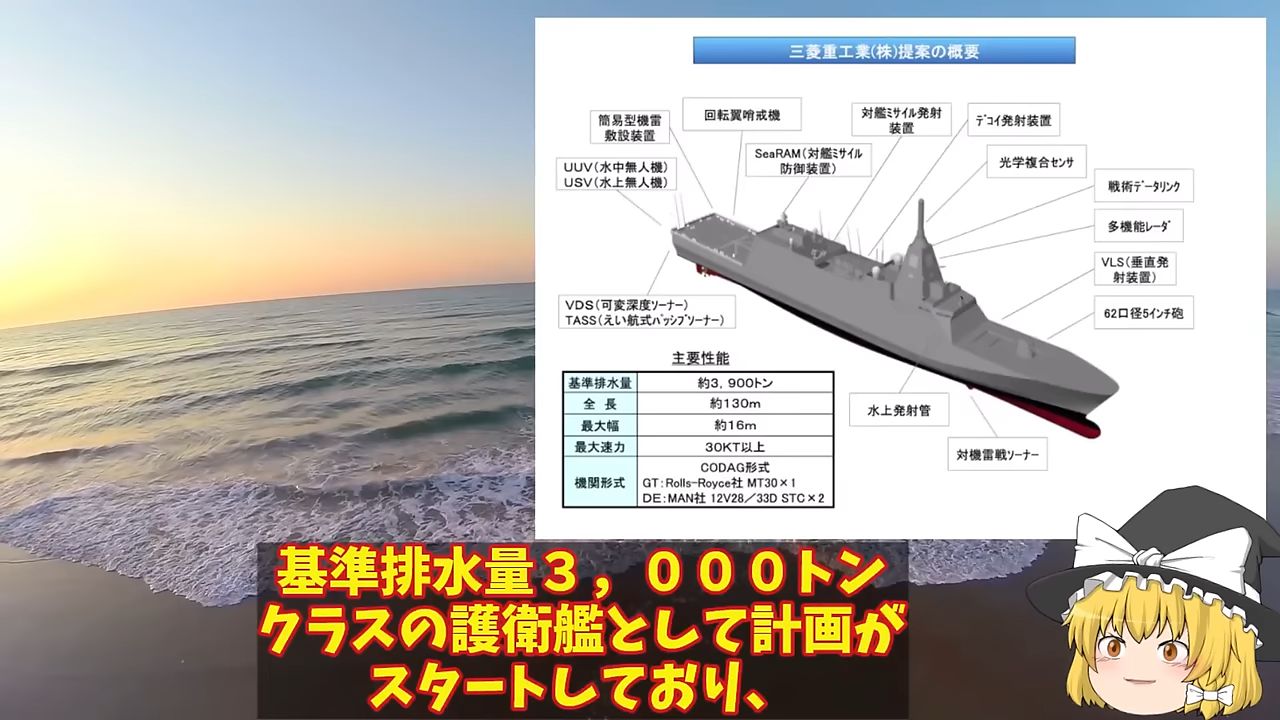 三菱重工業(株)提案の概要
簡易型機雷
敷設装置
回転翼哨戒機
対艦ミサイル発射
装置
デコイ発射装置
UUV(水中無人機)
USV(水上無人機)
SeaRAM(対艦ミサイル
防御装置)
光学複合センサ
戦術データリンク
多機能レーダ
VLS(垂直発
射装置)
62口径5インチ砲
VDS(可変深度ソーナー)
TASS(えい航式パッシブソーナー)
水上発射管
対機雷戦ソーナー
主要性能
基準排水量 約3,900トン
全 長 約130m
最大幅 約16m
最大速力 30KT以上
機関形式 CODAG形式
GT:Rolls-Royce社 MT30×1
DE:MAN社 12V28/33D STC×2
基準排水量3,000トン
クラスの護衛艦として計画が
スタートしており、